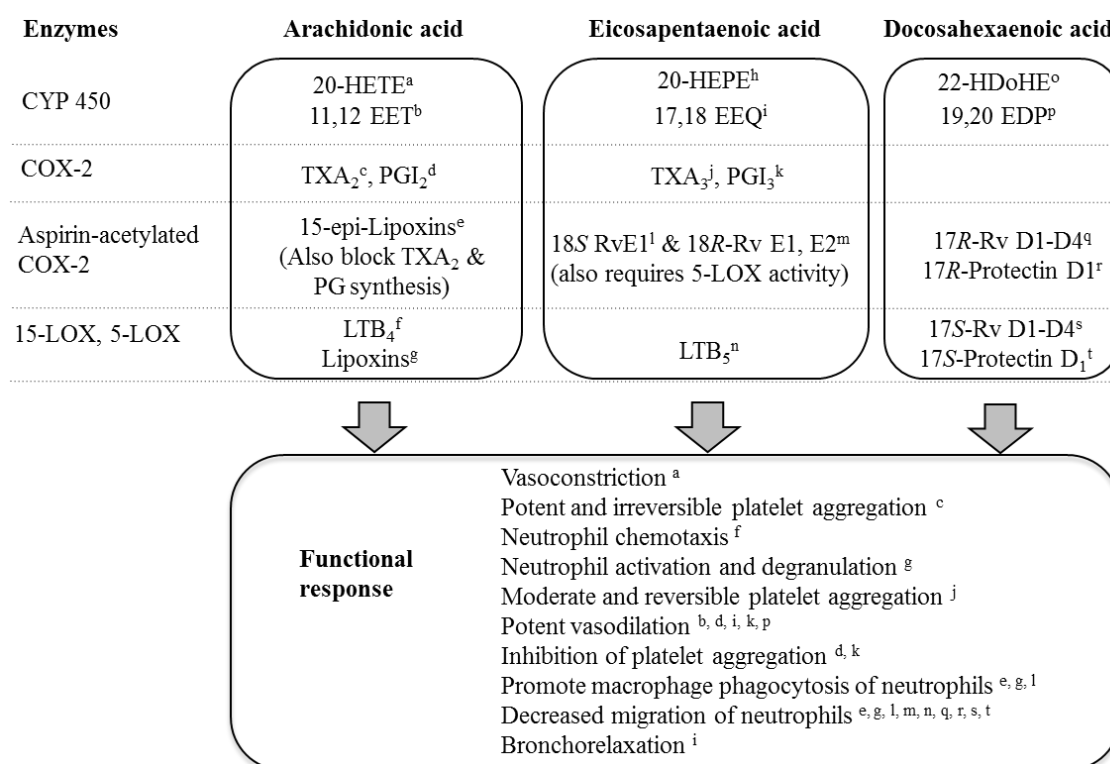 Enzymes Arachidonic acid Eicosapentaenoic acid Docosahexaenoic acid
CYP 450
20-HETEᵃ
11,12 EETᵇ
20-HEPEʰ
17,18 EEQⁱ
22-HDoHEᵒ
19,20 EDPᵖ
COX-2
TXA₂ᶜ, PGI₂ᵈ
TXA₃ʲ, PGI₃ᵏ
Aspirin-acetylated
COX-2
15-epi-Lipoxinsᵉ
(Also block TXA₂ &
PG synthesis)
18S RvE1ˡ & 18R-Rv E1, E2ᵐ
(also requires 5-LOX activity)
17R-Rv D1-D4^q
17R-Protectin D1ʳ
15-LOX, 5-LOX
LTB₄ᶠ
Lipoxinsᵍ
LTB₅ⁿ
17S-Rv D1-D4ˢ
17S-Protectin D₁ᵗ
Functional
response
Vasoconstriction ᵃ
Potent and irreversible platelet aggregation ᶜ
Neutrophil chemotaxis ᶠ
Neutrophil activation and degranulation ᵍ
Moderate and reversible platelet aggregation ʲ
Potent vasodilation ᵇ, ᵈ, ⁱ, ᵏ, ᵖ
Inhibition of platelet aggregation ᵈ, ᵏ
Promote macrophage phagocytosis of neutrophils ᵉ, ᵍ, ˡ
Decreased migration of neutrophils ᵉ, ᵍ, ˡ, ᵐ, ⁿ, ^q, ʳ, ˢ, ᵗ
Bronchorelaxation ⁱ